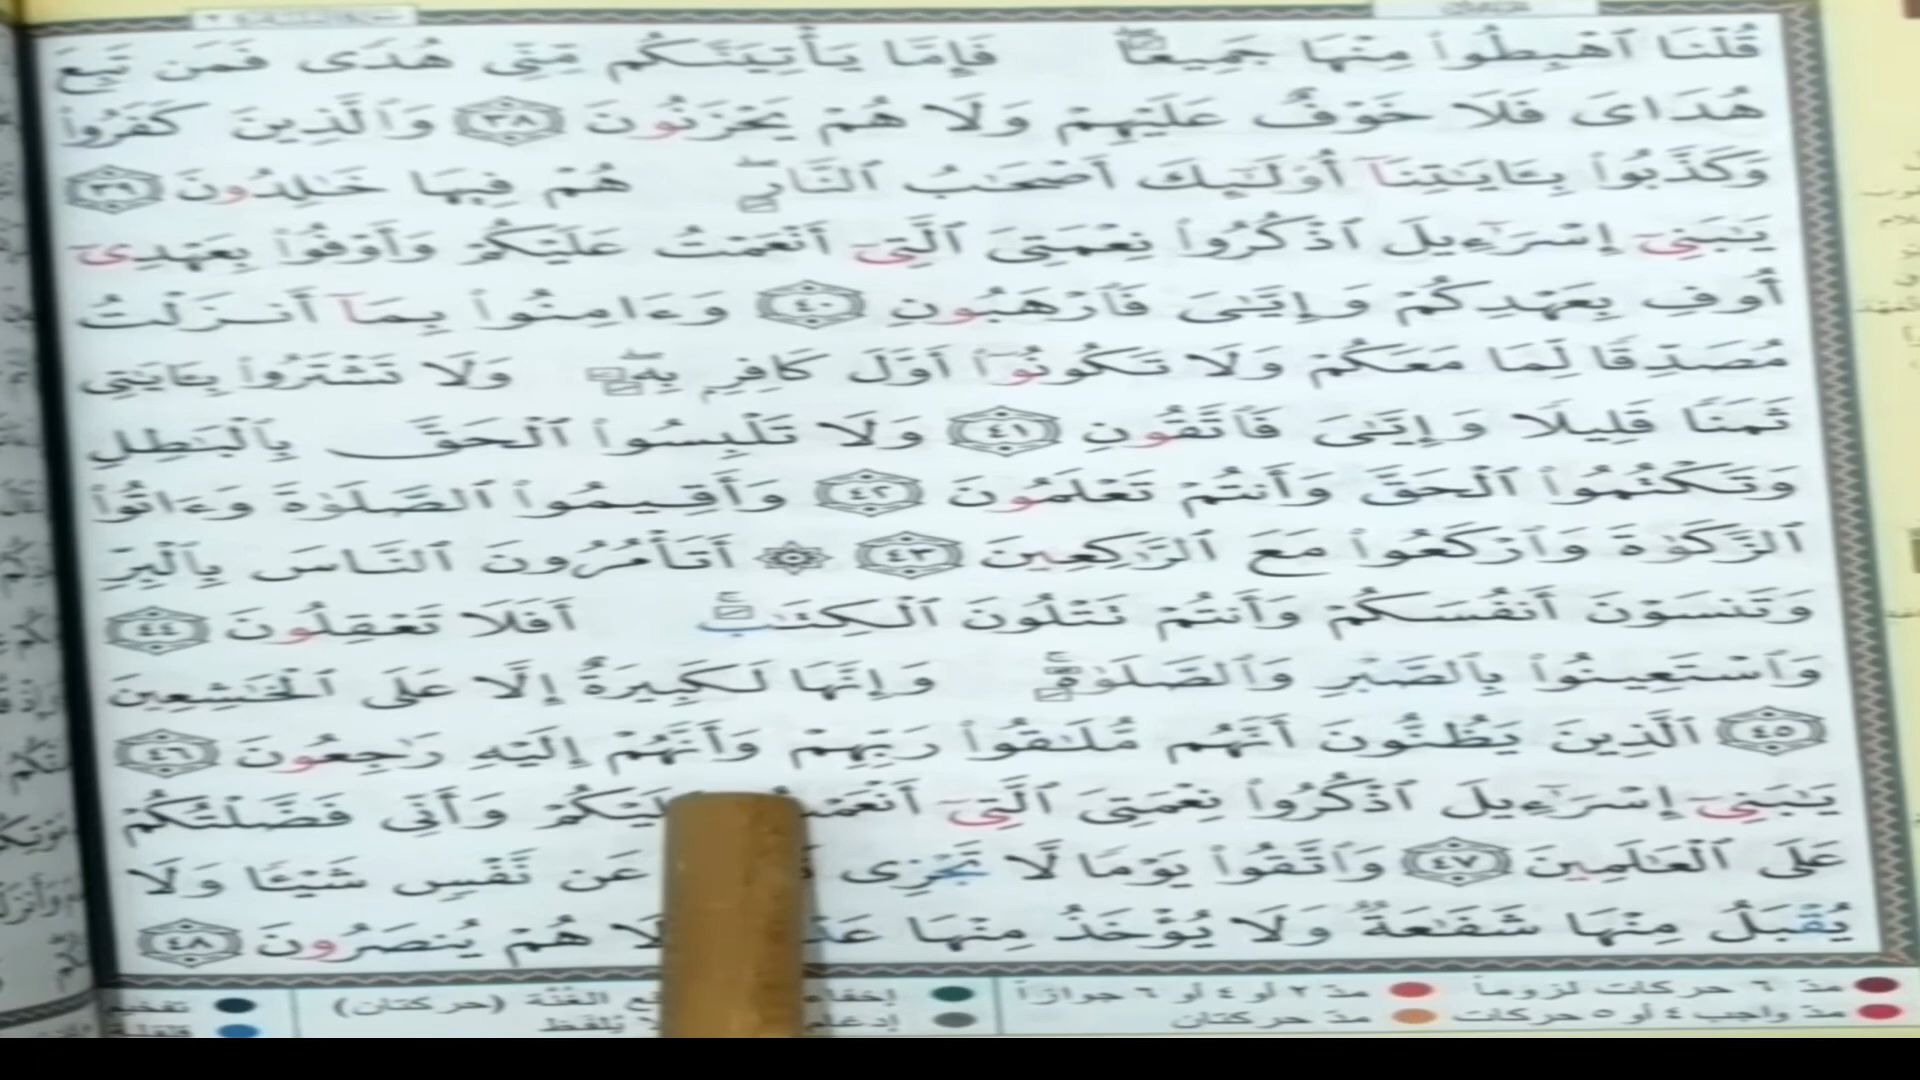 قُلْنَا ٱهْبِطُوا۟ مِنْهَا جَمِيعًا ۖ فَإِمَّا يَأْتِيَنَّكُم مِّنِّى هُدًى فَمَن تَبِعَ
هُدَاىَ فَلَا خَوْفٌ عَلَيْهِمْ وَلَا هُمْ يَحْزَنُونَ ٣٨ وَٱلَّذِينَ كَفَرُوا۟
وَكَذَّبُوا۟ بِـَٔايَـٰتِنَآ أُو۟لَـٰٓئِكَ أَصْحَـٰبُ ٱلنَّارِ ۖ هُمْ فِيهَا خَـٰلِدُونَ ٣٩
يَـٰبَنِىٓ إِسْرَٰٓءِيلَ ٱذْكُرُوا۟ نِعْمَتِىَ ٱلَّتِىٓ أَنْعَمْتُ عَلَيْكُمْ وَأَوْفُوا۟ بِعَهْدِىٓ
أُوفِ بِعَهْدِكُمْ وَإِيَّـٰىَ فَٱرْهَبُونِ ٤٠ وَءَامِنُوا۟ بِمَآ أَنزَلْتُ
مُصَدِّقًا لِّمَا مَعَكُمْ وَلَا تَكُونُوٓا۟ أَوَّلَ كَافِرٍۭ بِهِۦ ۖ وَلَا تَشْتَرُوا۟ بِـَٔايَـٰتِى
ثَمَنًا قَلِيلًا وَإِيَّـٰىَ فَٱتَّقُونِ ٤١ وَلَا تَلْبِسُوا۟ ٱلْحَقَّ بِٱلْبَـٰطِلِ
وَتَكْتُمُوا۟ ٱلْحَقَّ وَأَنتُمْ تَعْلَمُونَ ٤٢ وَأَقِيمُوا۟ ٱلصَّلَوٰةَ وَءَاتُوا۟
ٱلزَّكَوٰةَ وَٱرْكَعُوا۟ مَعَ ٱلرَّٰكِعِينَ ٤٣ ۞ أَتَأْمُرُونَ ٱلنَّاسَ بِٱلْبِرِّ
وَتَنسَوْنَ أَنفُسَكُمْ وَأَنتُمْ تَتْلُونَ ٱلْكِتَـٰبَ ۚ أَفَلَا تَعْقِلُونَ ٤٤
وَٱسْتَعِينُوا۟ بِٱلصَّبْرِ وَٱلصَّلَوٰةِ ۚ وَإِنَّهَا لَكَبِيرَةٌ إِلَّا عَلَى ٱلْخَـٰشِعِينَ
٤٥ ٱلَّذِينَ يَظُنُّونَ أَنَّهُم مُّلَـٰقُوا۟ رَبِّهِمْ وَأَنَّهُمْ إِلَيْهِ رَٰجِعُونَ ٤٦
يَـٰبَنِىٓ إِسْرَٰٓءِيلَ ٱذْكُرُوا۟ نِعْمَتِىَ ٱلَّتِىٓ أَنْعَمْتُ عَلَيْكُمْ وَأَنِّى فَضَّلْتُكُمْ
عَلَى ٱلْعَـٰلَمِينَ ٤٧ وَٱتَّقُوا۟ يَوْمًا لَّا تَجْزِى عَن نَّفْسٍ شَيْـًٔا وَلَا
يُقْبَلُ مِنْهَا شَفَـٰعَةٌ وَلَا يُؤْخَذُ مِنْهَا وَلَا هُمْ يُنصَرُونَ ٤٨
مدّ ٦ حركات لزوماً مدّ ٢ أو ٤ أو ٦ جوازاً الغُنَّة (حركتان)
مدّ واجب ٤ أو ٥ حركات مدّ حركتان لا يُلفَظ قلقلة